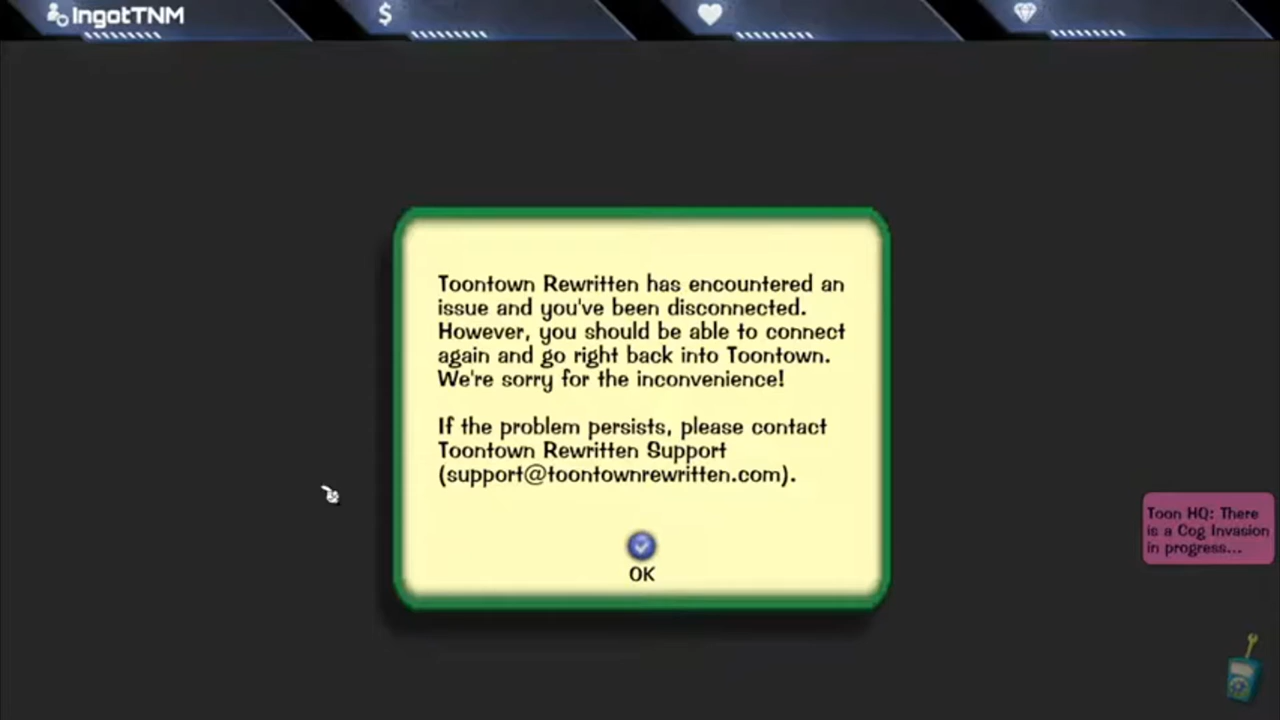 IngotTNM
$
Toontown Rewritten has encountered an
issue and you've been disconnected.
However, you should be able to connect
again and go right back into Toontown.
We're sorry for the inconvenience!
If the problem persists, please contact
Toontown Rewritten Support
(support@toontownrewritten.com).
OK
Toon HQ: There
is a Cog Invasion
in progress...